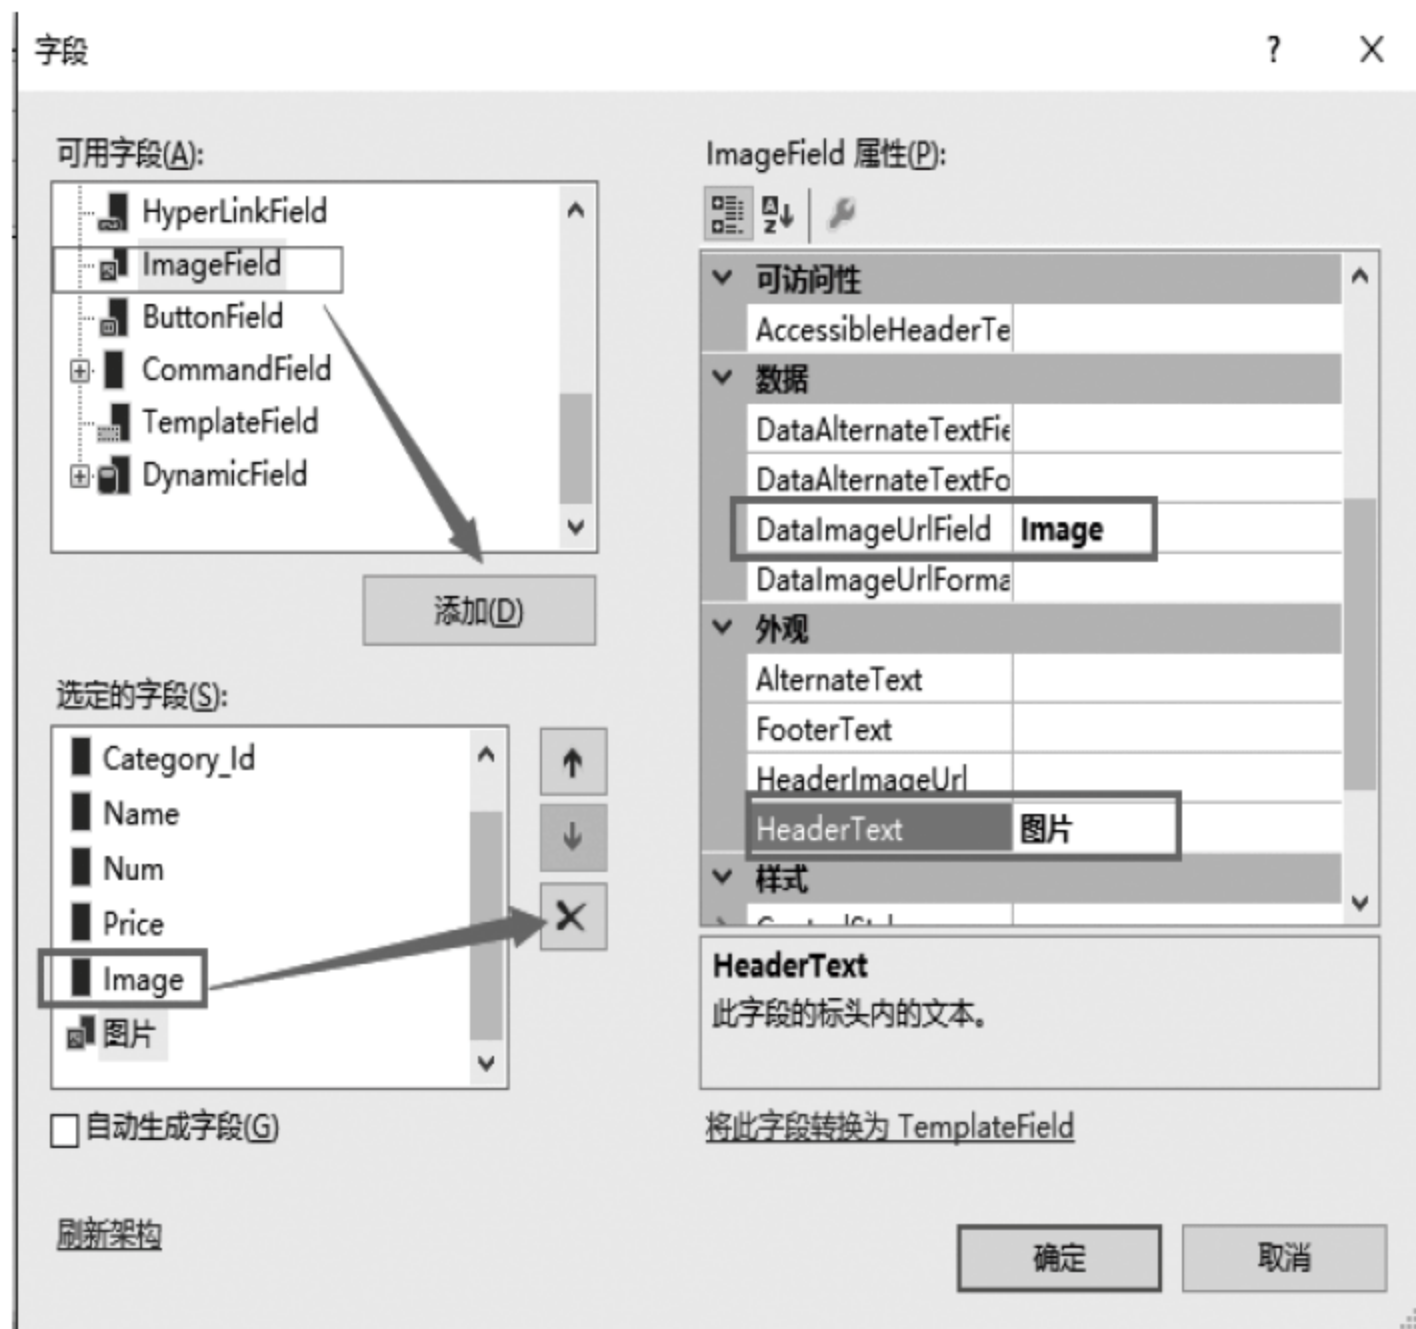 字段
?
可用字段(A):
HyperLinkField
ImageField
ButtonField
CommandField
TemplateField
DynamicField
添加(D)
选定的字段(S):
Category_Id
Name
Num
Price
Image
图片
自动生成字段(G)
刷新架构
ImageField 属性(P):
可访问性
AccessibleHeaderTe
数据
DataAlternateTextFie
DataAlternateTextFo
DataImageUrlField Image
DataImageUrlForma
外观
AlternateText
FooterText
HeaderImageUrl
HeaderText 图片
样式
HeaderText
此字段的标头内的文本。
将此字段转换为 TemplateField
确定 取消